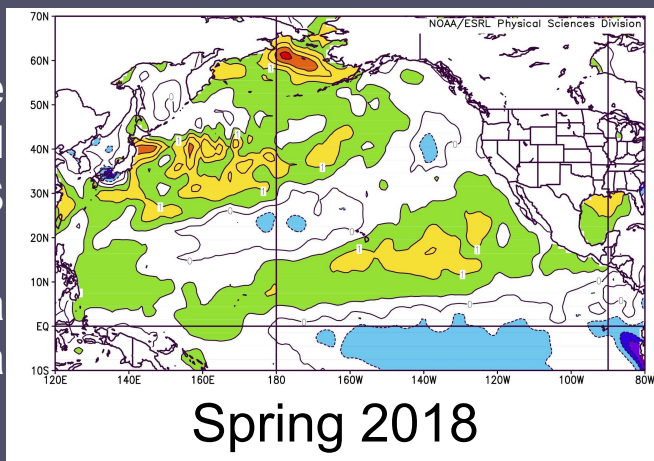 NOAA/ESRL Physical Sciences Division
70N
60N
50N
40N
30N
20N
10N
EQ
10S
120E 140E 160E 180 160W 140W 120W 100W 80W
Spring 2018